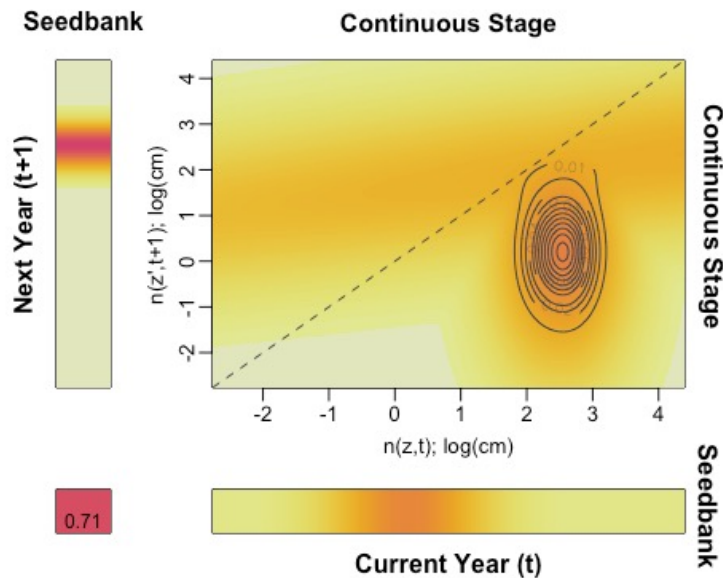 Seedbank
Continuous Stage
Next Year (t+1)
n(z',t+1); log(cm)
4
3
2
1
0
-1
-2
0.01
Continuous Stage
-2
-1
0
1
2
3
4
n(z,t); log(cm)
0.71
Seedbank
Current Year (t)